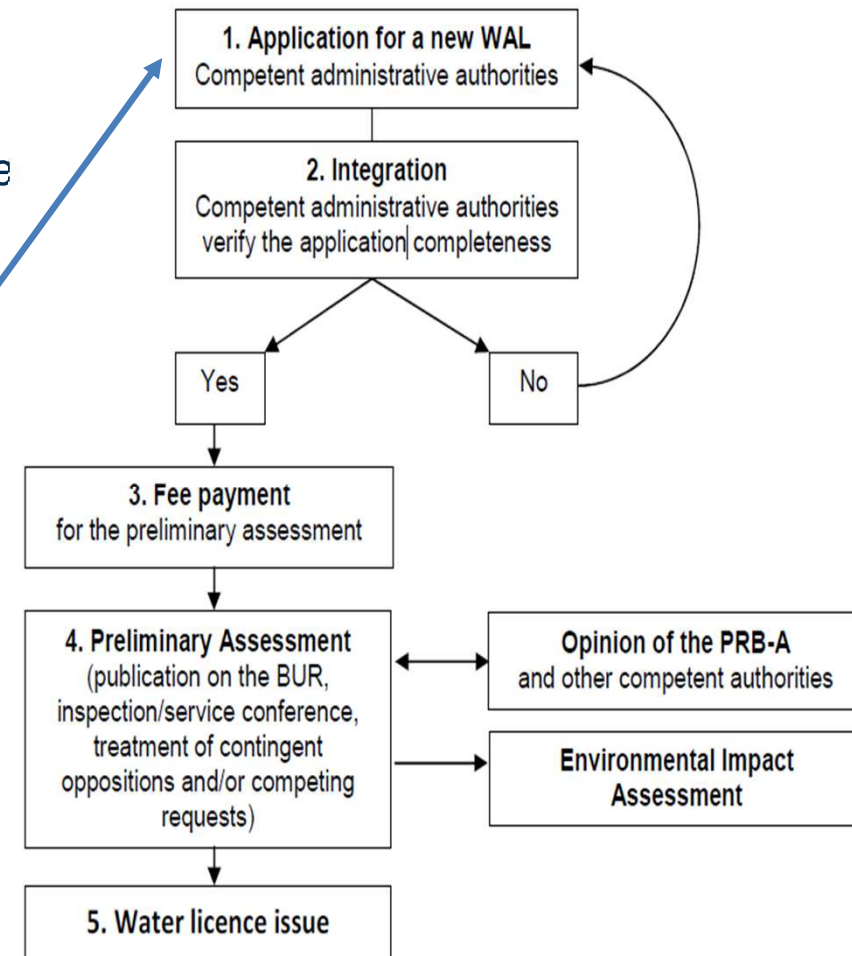 1. Application for a new WAL
Competent administrative authorities
e
2. Integration
Competent administrative authorities
verify the application completeness
Yes
No
3. Fee payment
for the preliminary assessment
4. Preliminary Assessment
(publication on the BUR,
inspection/service conference,
treatment of contingent
oppositions and/or competing
requests)
Opinion of the PRB-A
and other competent authorities
Environmental Impact
Assessment
5. Water licence issue